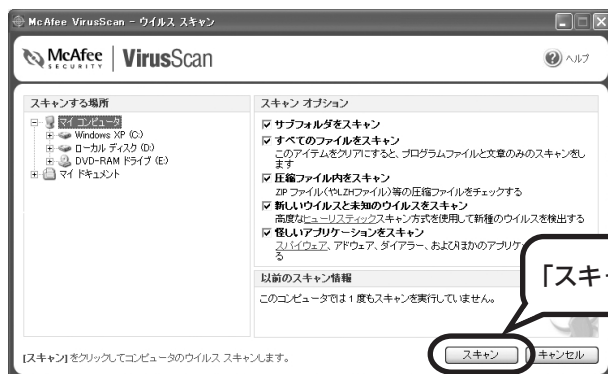 McAfee VirusScan - ウイルス スキャン
McAfee SECURITY VirusScan
ヘルプ
スキャンする場所
マイ コンピュータ
Windows XP (C:)
ローカル ディスク (D:)
DVD-RAM ドライブ (E:)
マイ ドキュメント
スキャン オプション
サブフォルダをスキャン
すべてのファイルをスキャン
このアイテムをクリアにすると、プログラムファイルと文章のみのスキャンをし
ます
圧縮ファイル内をスキャン
ZIP ファイル(やLZHファイル)等の圧縮ファイルをチェックする
新しいウイルスと未知のウイルスをスキャン
高度なヒューリスティックスキャン方式を使用して新種のウイルスを検出する
怪しいアプリケーションをスキャン
スパイウェア、アドウェア、ダイアラー、およびほかのアプリケ
る
以前のスキャン情報
このコンピュータでは 1 度もスキャンを実行していません。
「スキ
[スキャン] をクリックしてコンピュータのウイルス スキャンします。
スキャン
キャンセル